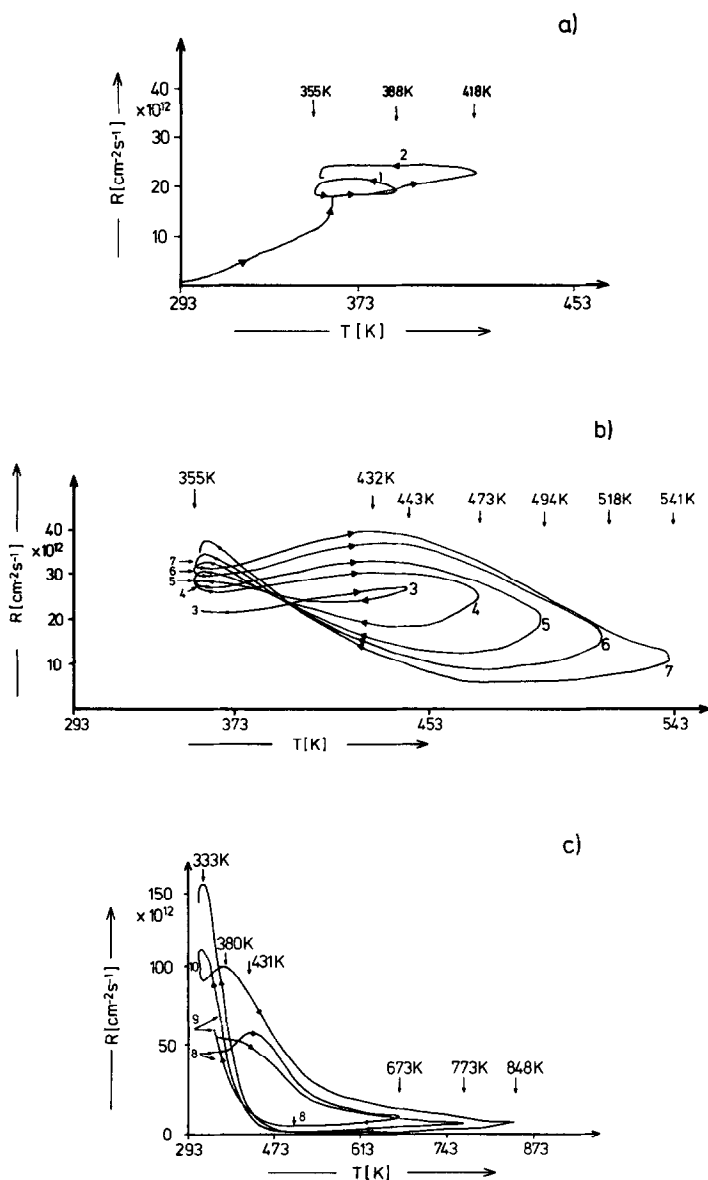 a)
355K 388K 418K
40
×10¹²
30
20
10
R [cm⁻²s⁻¹]
2
1
293 373 453
T [K]
b)
355K 432K
443K 473K 494K 518K 541K
40
×10¹²
30
20
10
R [cm⁻²s⁻¹]
7
6
5
4
3
3
4
5
6
7
293 373 453 543
T[K]
c)
333K
150
×10¹²
380K
431K
100
10
50
9
8
673K 773K 848K
8
0
R [cm⁻²s⁻¹]
293 473 613 743 873
T[K]